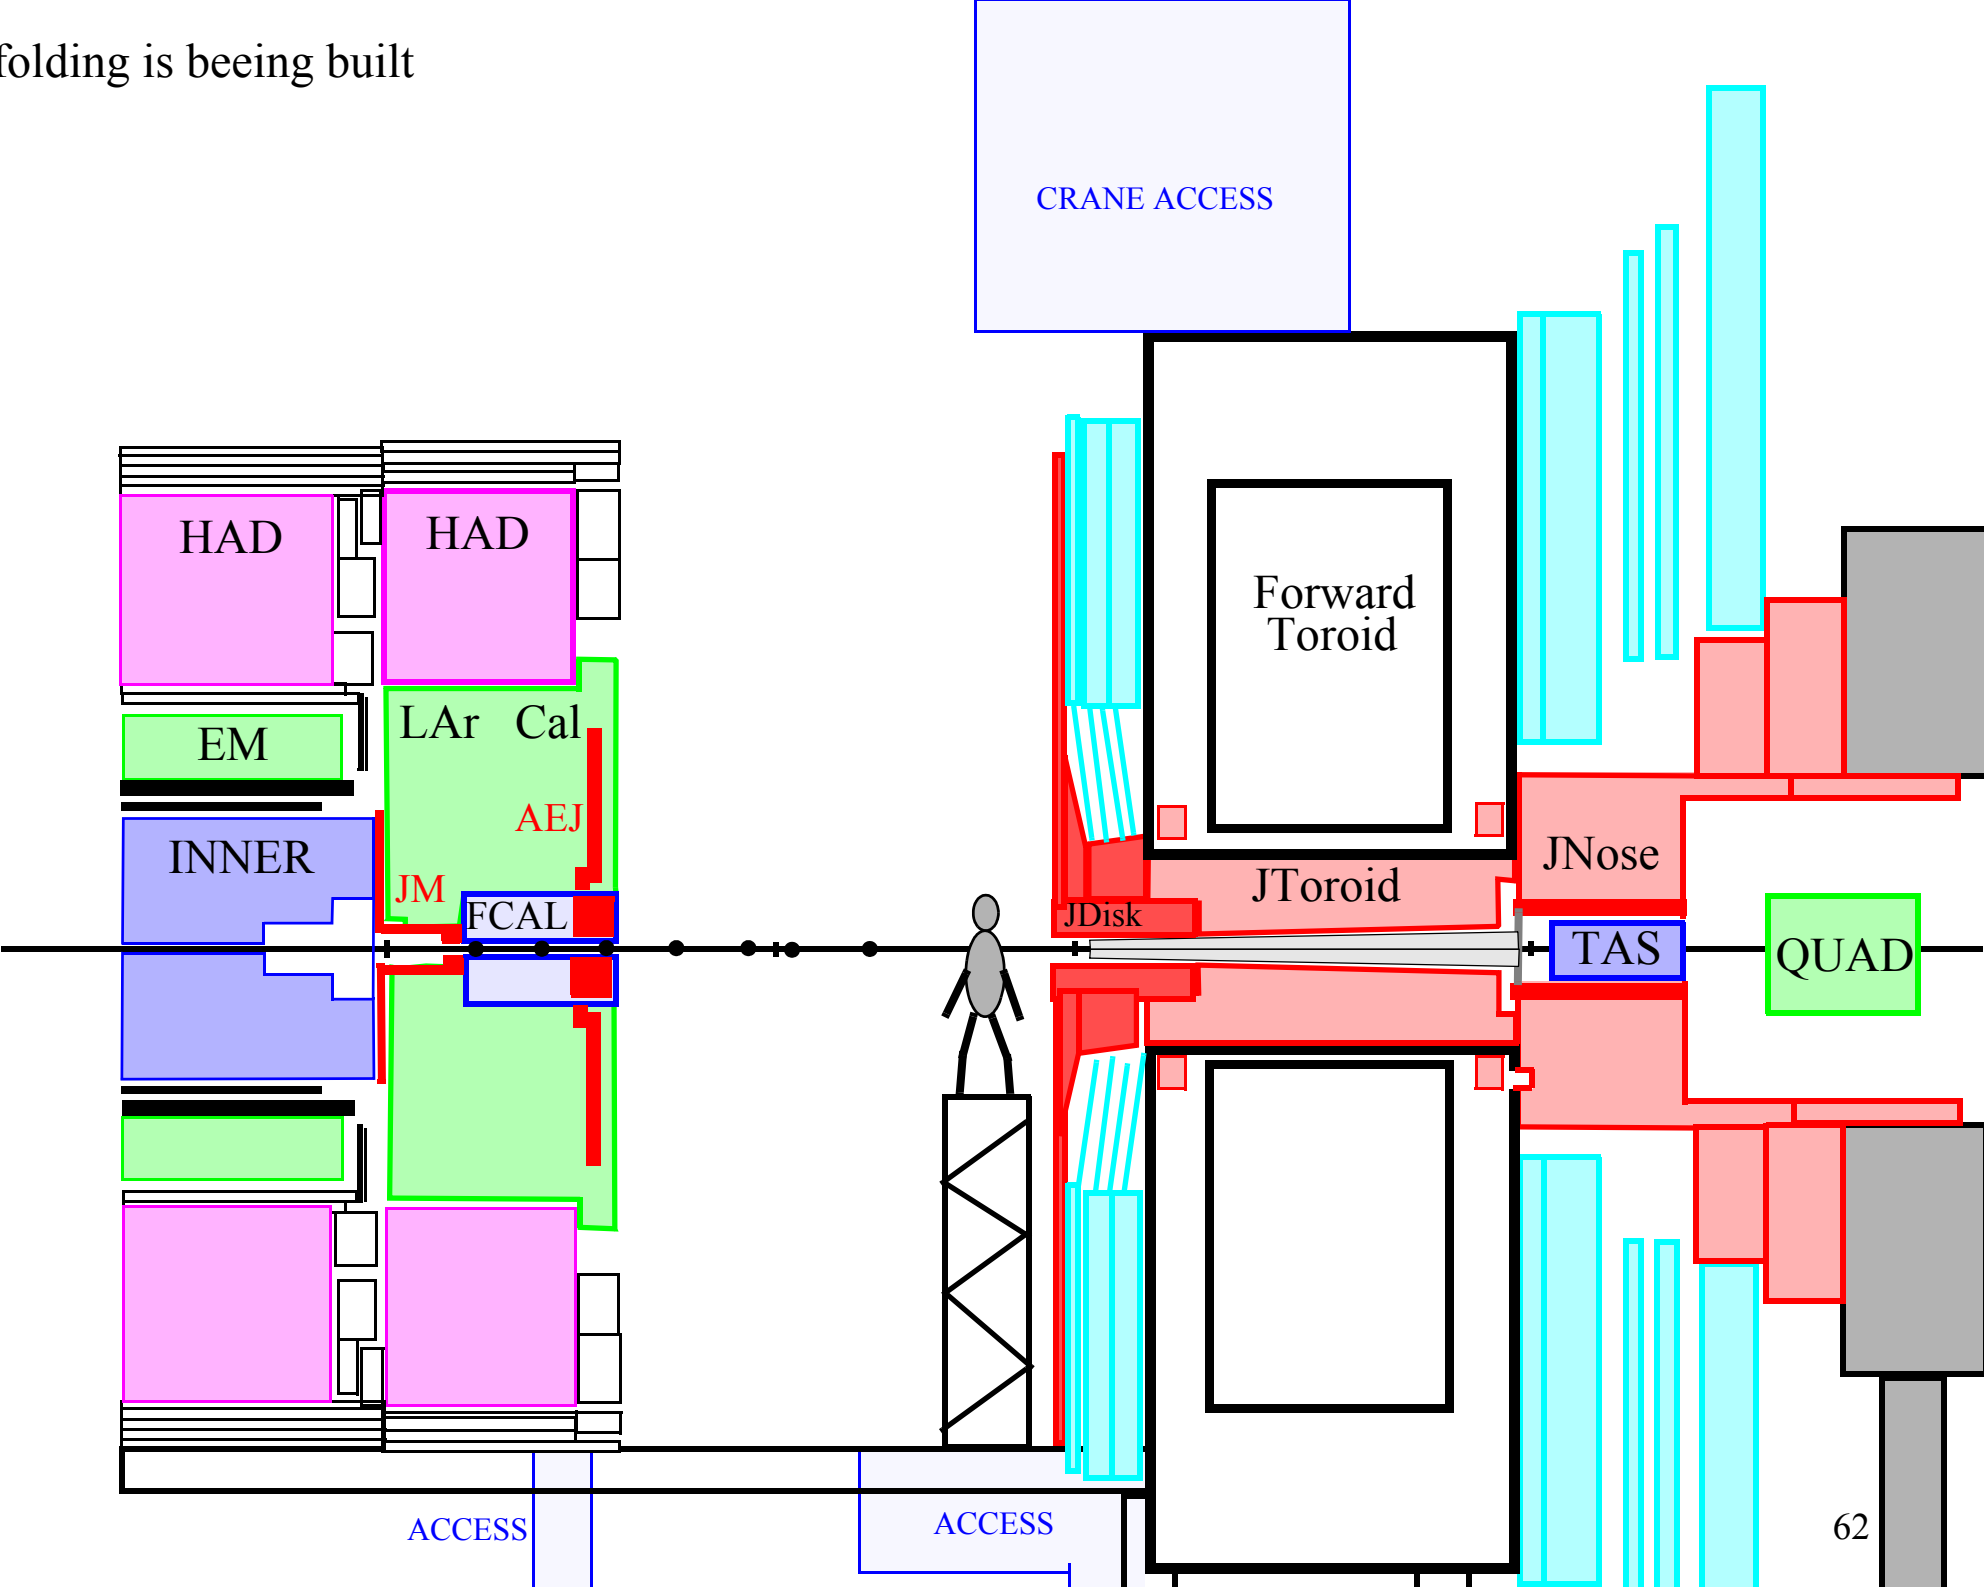 folding is beeing built
CRANE ACCESS
HAD
HAD
Forward
Toroid
LAr Cal
EM
AEJ
INNER
JM
FCAL
JDisk
JToroid
JNose
TAS
QUAD
ACCESS
ACCESS
62